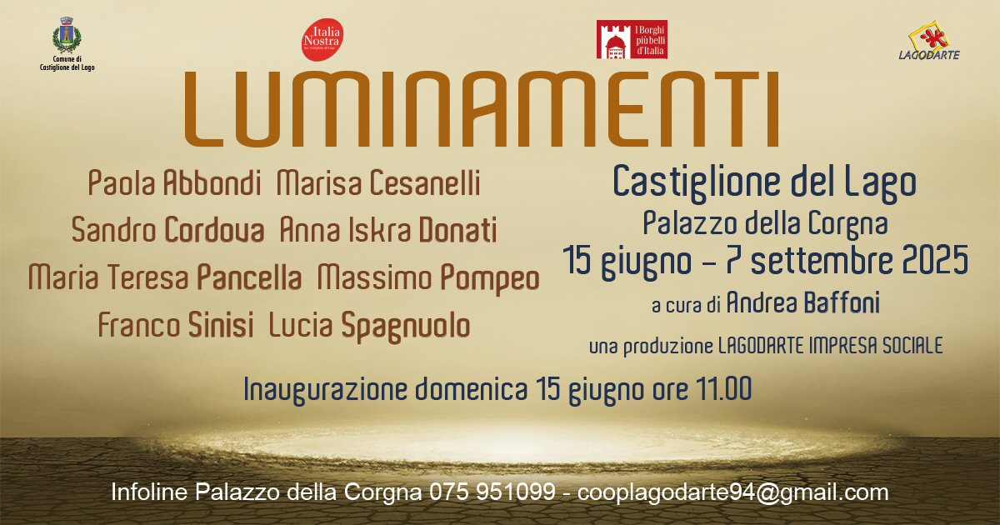 Comune di
Castiglione del Lago
Italia
Nostra
Sez. Castiglione del Lago
I Borghi
più belli
d'Italia
LAGODARTE
LUMINAMENTI
Paola Abbondi Marisa Cesanelli
Sandro Cordova Anna Iskra Donati
Maria Teresa Pancella Massimo Pompeo
Franco Sinisi Lucia Spagnuolo
Castiglione del Lago
Palazzo della Corgna
15 giugno – 7 settembre 2025
a cura di Andrea Baffoni
una produzione LAGODARTE IMPRESA SOCIALE
Inaugurazione domenica 15 giugno ore 11.00
Infoline Palazzo della Corgna 075 951099 - cooplagodarte94@gmail.com